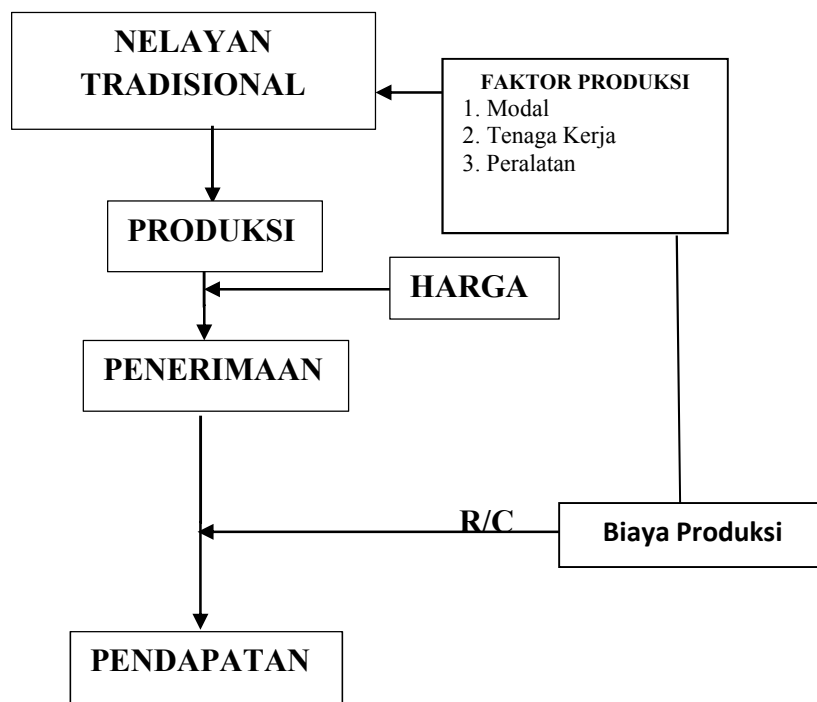 NELAYAN
TRADISIONAL
FAKTOR PRODUKSI
1. Modal
2. Tenaga Kerja
3. Peralatan
PRODUKSI
HARGA
PENERIMAAN
R/C
Biaya Produksi
PENDAPATAN